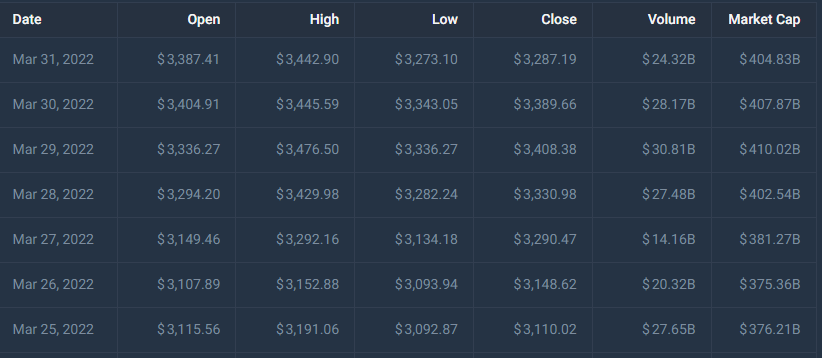 Date Open High Low Close Volume Market Cap
Mar 31, 2022 $3,387.41 $3,442.90 $3,273.10 $3,287.19 $24.32B $404.83B
Mar 30, 2022 $3,404.91 $3,445.59 $3,343.05 $3,389.66 $28.17B $407.87B
Mar 29, 2022 $3,336.27 $3,476.50 $3,336.27 $3,408.38 $30.81B $410.02B
Mar 28, 2022 $3,294.20 $3,429.98 $3,282.24 $3,330.98 $27.48B $402.54B
Mar 27, 2022 $3,149.46 $3,292.16 $3,134.18 $3,290.47 $14.16B $381.27B
Mar 26, 2022 $3,107.89 $3,152.88 $3,093.94 $3,148.62 $20.32B $375.36B
Mar 25, 2022 $3,115.56 $3,191.06 $3,092.87 $3,110.02 $27.65B $376.21B